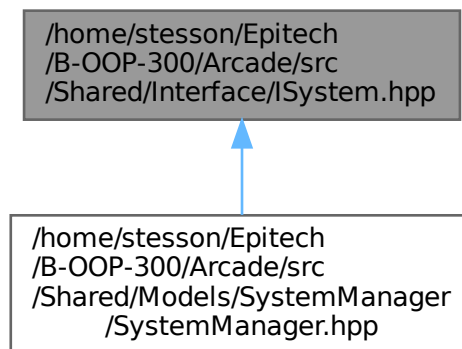 /home/stesson/Epitech
/B-OOP-300/Arcade/src
/Shared/Interface/ISystem.hpp
/home/stesson/Epitech
/B-OOP-300/Arcade/src
/Shared/Models/SystemManager
/SystemManager.hpp